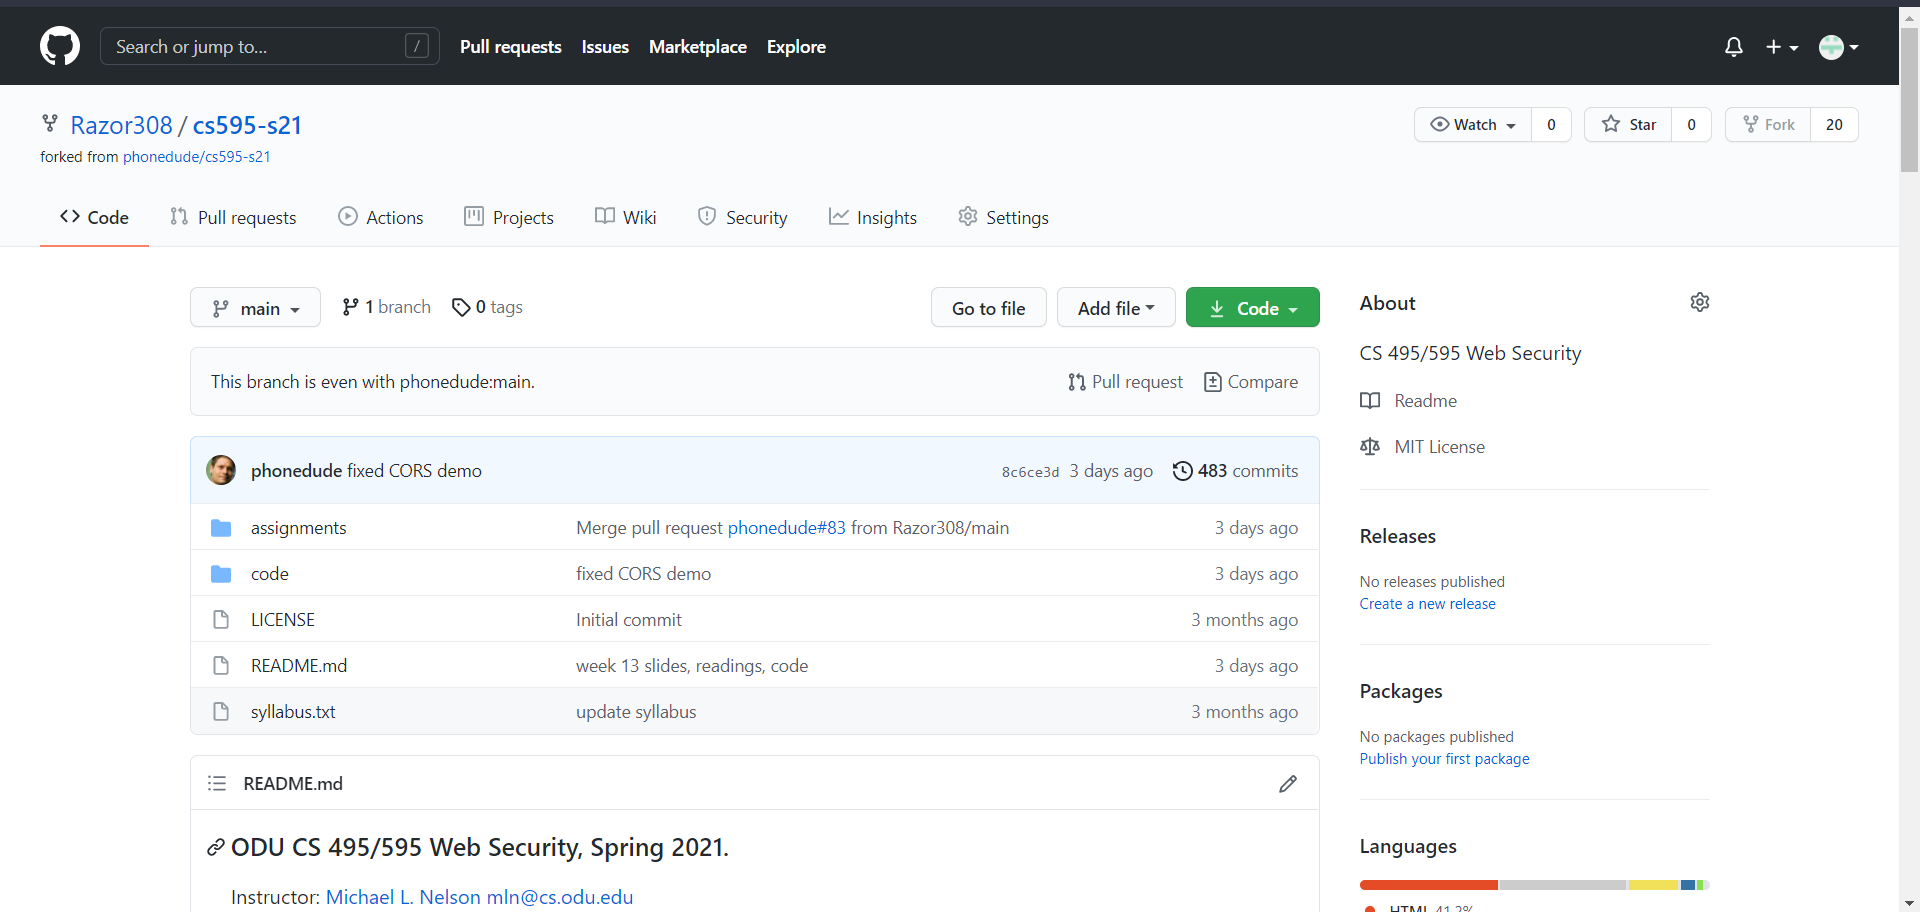 Search or jump to... / Pull requests Issues Marketplace Explore
Razor308 / cs595-s21 Watch 0 Star 0 Fork 20
forked from phonedude/cs595-s21
Code Pull requests Actions Projects Wiki Security Insights Settings
main 1 branch 0 tags Go to file Add file Code
This branch is even with phonedude:main. Pull request Compare
phonedude fixed CORS demo 8c6ce3d 3 days ago 483 commits
assignments Merge pull request phonedude#83 from Razor308/main 3 days ago
code fixed CORS demo 3 days ago
LICENSE Initial commit 3 months ago
README.md week 13 slides, readings, code 3 days ago
syllabus.txt update syllabus 3 months ago
README.md
ODU CS 495/595 Web Security, Spring 2021.
Instructor: Michael L. Nelson mln@cs.odu.edu
About
CS 495/595 Web Security
Readme
MIT License
Releases
No releases published
Create a new release
Packages
No packages published
Publish your first package
Languages
HTML 41.2%